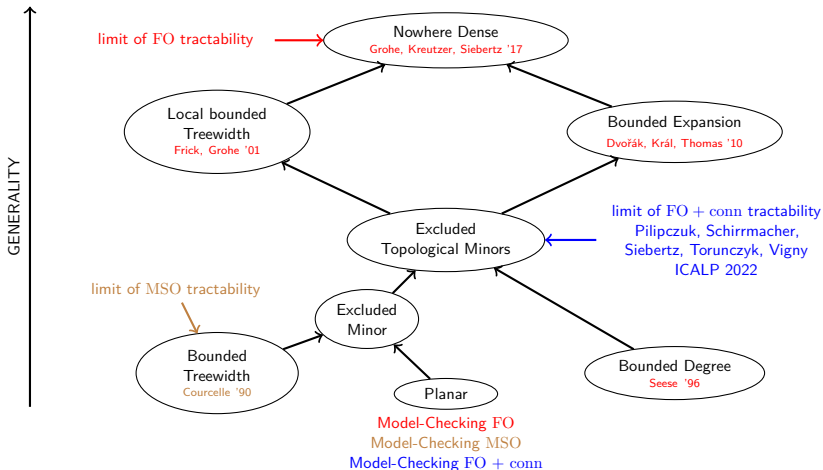 limit of FO tractability
Nowhere Dense
Grohe, Kreutzer, Siebertz '17
Local bounded
Treewidth
Frick, Grohe '01
Bounded Expansion
Dvořák, Král, Thomas '10
GENERALITY
Excluded
Topological Minors
limit of FO + conn tractability
Pilipczuk, Schirrmacher,
Siebertz, Torunczyk, Vigny
ICALP 2022
limit of MSO tractability
Excluded
Minor
Bounded
Treewidth
Courcelle '90
Bounded Degree
Seese '96
Planar
Model-Checking FO
Model-Checking MSO
Model-Checking FO + conn